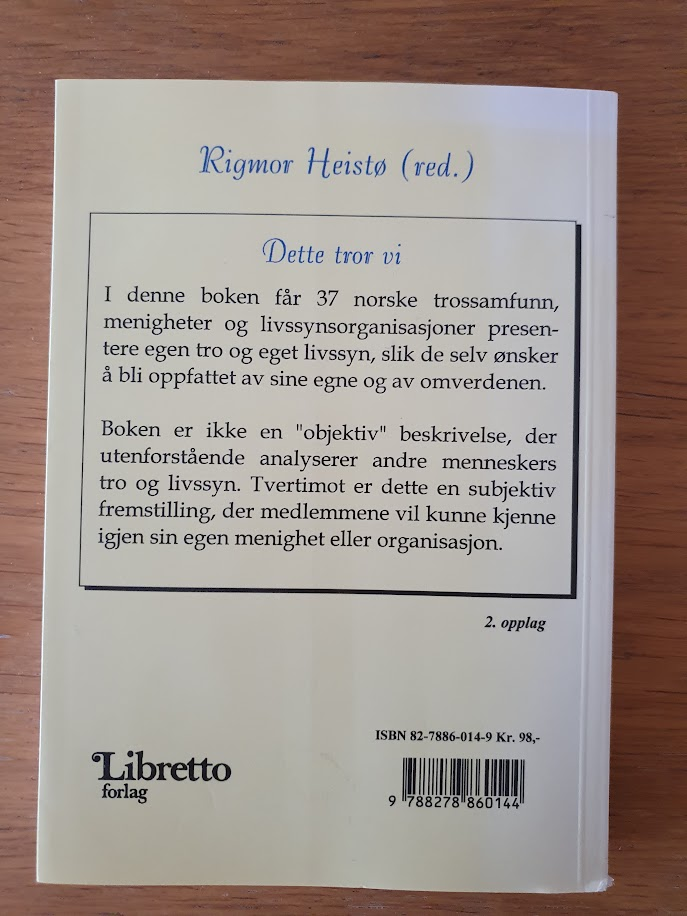 Rigmor Heistø (red.)
Dette tror vi
I denne boken får 37 norske trossamfunn,
menigheter og livssynsorganisasjoner presen-
tere egen tro og eget livssyn, slik de selv ønsker
å bli oppfattet av sine egne og av omverdenen.
Boken er ikke en "objektiv" beskrivelse, der
utenforstående analyserer andre menneskers
tro og livssyn. Tvertimot er dette en subjektiv
fremstilling, der medlemmene vil kunne kjenne
igjen sin egen menighet eller organisasjon.
2. opplag
ISBN 82-7886-014-9 Kr. 98,-
Libretto
forlag
9 788278 860144